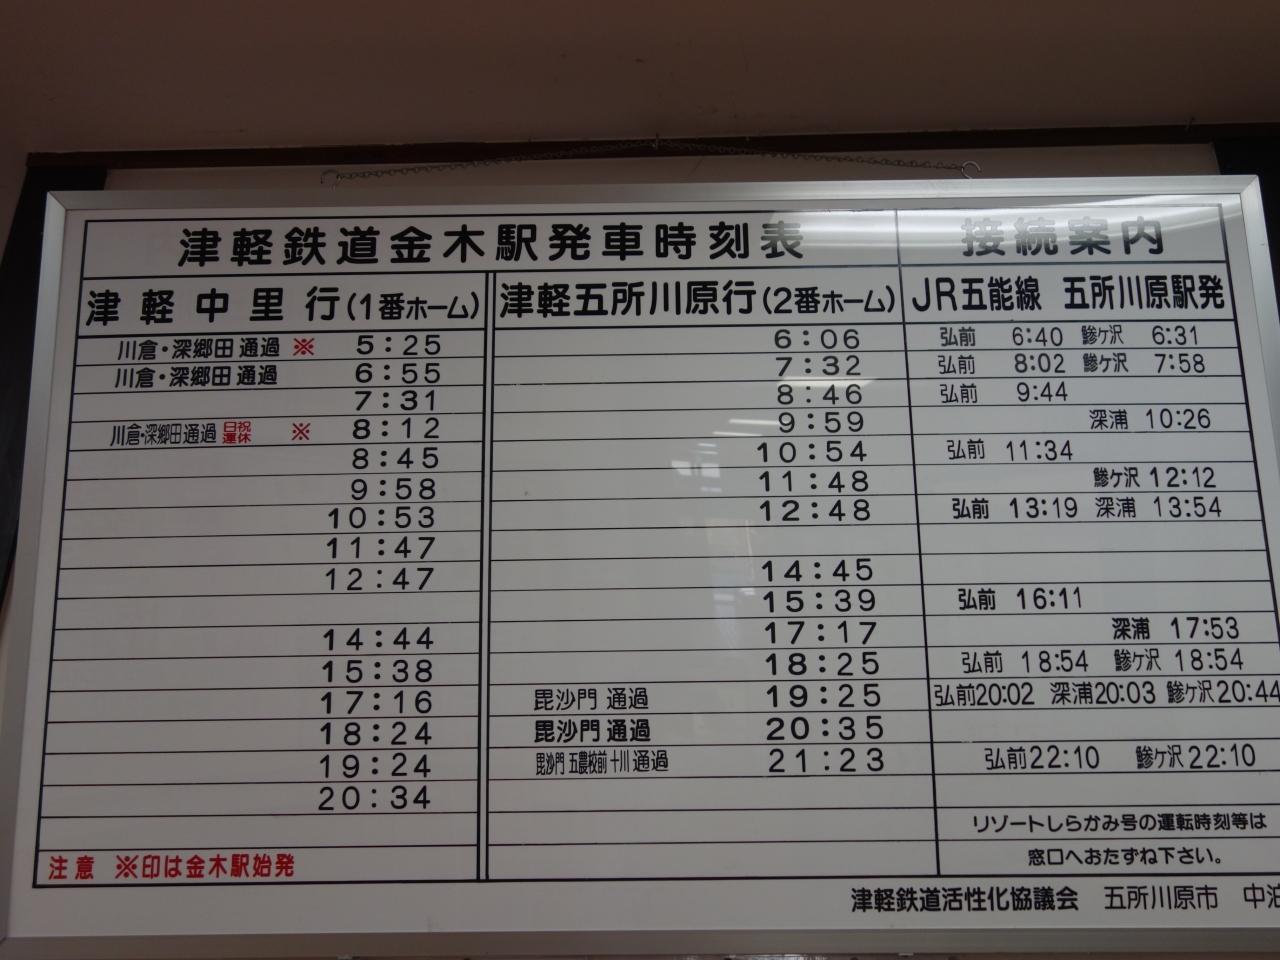 津軽鉄道金木駅発車時刻表 接続案内
津軽中里行(1番ホーム) 津軽五所川原行(2番ホーム) JR五能線 五所川原駅発
川倉・深郷田 通過 ※ 5:25 6:06 弘前 6:40 鰺ケ沢 6:31
川倉・深郷田 通過 6:55 7:32 弘前 8:02 鰺ケ沢 7:58
7:31 8:46 弘前 9:44
川倉・深郷田 通過 日祝運休 ※ 8:12 9:59 深浦 10:26
8:45 10:54 弘前 11:34
9:58 11:48 鰺ケ沢 12:12
10:53 12:48 弘前 13:19 深浦 13:54
11:47
12:47 14:45
15:39 弘前 16:11
14:44 17:17 深浦 17:53
15:38 18:25 弘前 18:54 鰺ケ沢 18:54
17:16 毘沙門 通過 19:25 弘前20:02 深浦20:03 鰺ケ沢20:44
18:24 毘沙門 通過 20:35
19:24 毘沙門 五農校前 十川 通過 21:23 弘前22:10 鰺ケ沢22:10
20:34
リゾートしらかみ号の運転時刻等は
注意 ※印は金木駅始発 窓口へおたずね下さい。
津軽鉄道活性化協議会 五所川原市 中泊